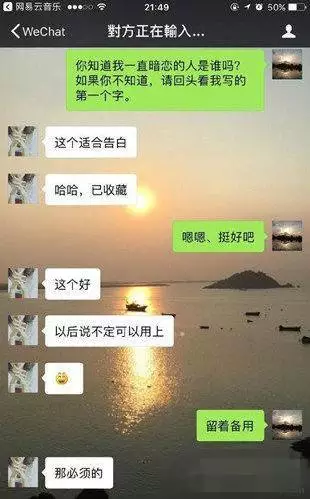 网易云音乐
21:49
50%
WeChat
對方正在輸入...
你知道我一直暗恋的人是谁吗?
如果你不知道，请回头看我写的
第一个字。
这个适合告白
哈哈，已收藏
嗯嗯、挺好吧
这个好
以后说不定可以用上
留着备用
那必须的